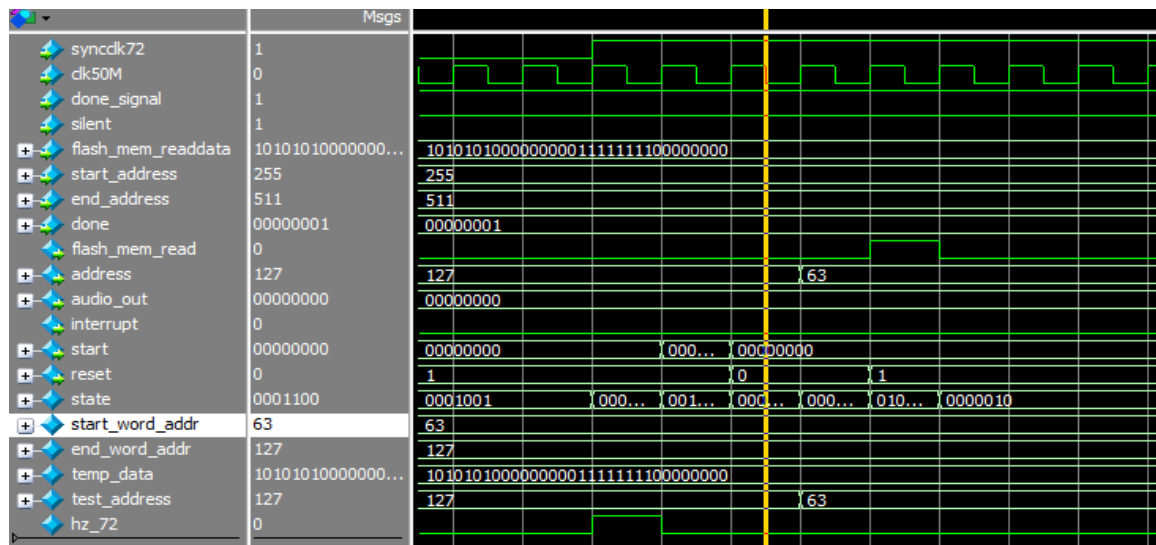 Msgs
syncclk72 1
clk50M 0
done_signal 1
silent 1
flash_mem_readdata 10101010000000... 10101010000000001111111100000000
start_address 255 255
end_address 511 511
done 00000001 00000001
flash_mem_read 0
address 127 127 63
audio_out 00000000 00000000
interrupt 0
start 00000000 00000000 000... 00000000
reset 0 1 0 1
state 0001100 0001001 000... 001... 000... 000... 010... 0000010
start_word_addr 63 63
end_word_addr 127 127
temp_data 10101010000000... 10101010000000001111111100000000
test_address 127 127 63
hz_72 0